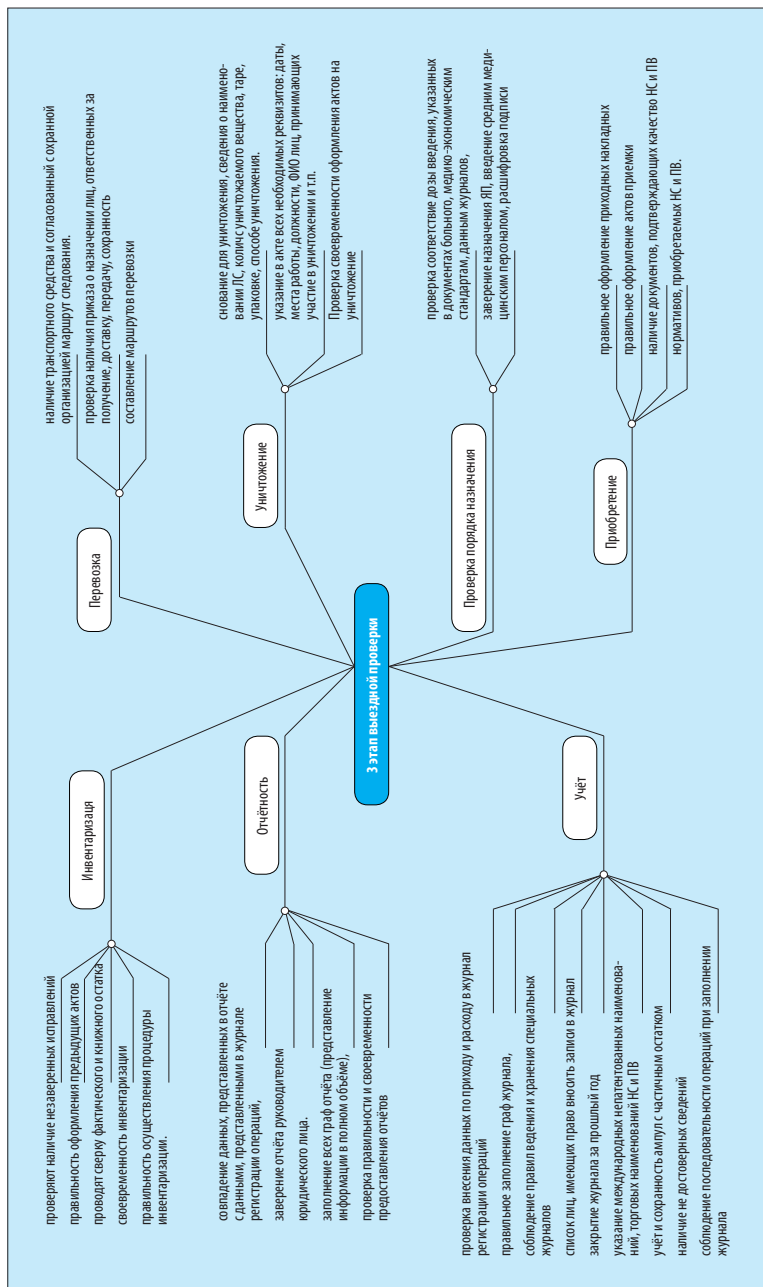 3 этап выездной проверки
Инвентаризаця
проверяют наличие незаверенных исправлений
правильность оформления предыдущих актов
проводят сверку фактического и книжного остатка
своевременность инвентаризации
правильность осуществления процедуры
инвентаризации.
Отчётность
совпадение данных, представленных в отчёте
с данными, представленными в журнале
регистрации операций,
заверение отчёта руководителем
юридического лица.
заполнение всех граф отчёта (представление
информации в полном объёме),
проверка правильности и своевременности
предоставления отчётов
Учёт
проверка внесения данных по приходу и расходу в журнал
регистрации операций
правильное заполнение граф журнала,
соблюдение правил ведения и хранения специальных
журналов
список лиц, имеющих право вносить записи в журнал
закрытие журнала за прошлый год
указание международных непатентованных наименова-
ний, торговых наименований НС и ПВ
учёт и сохранность ампул с частичным остатком
наличие не достоверных сведений
соблюдение последовательности операций при заполнении
журнала
Перевозка
наличие транспортного средства и согласованный с охранной
организацией маршрут следования.
проверка наличия приказа о назначении лиц, ответственных за
получение, доставку, передачу, сохранность
составление маршрутов перевозки
Уничтожение
снование для уничтожения, сведения о наимено-
вании ЛС, количс уничтожаемого вещества, таре,
упаковке, способе уничтожения.
указание в акте всех необходимых реквизитов: даты,
места работы, должности, ФИО лиц, принимающих
участие в уничтожении и т.п.
Проверка своевременности оформления актов на
уничтожение
Проверка порядка назначения
проверка соответствие дозы введения, указанных
в документах больного, медико-экономическим
стандартам, данным журналов,
заверение назначения ЯП, введение средним меди-
цинским персоналом, расшифровка подписи
Приобретение
правильное оформление приходных накладных
правильное оформление актов приемки
наличие документов, подтверждающих качество НС и ПВ
нормативов, приобретаемых НС и ПВ.